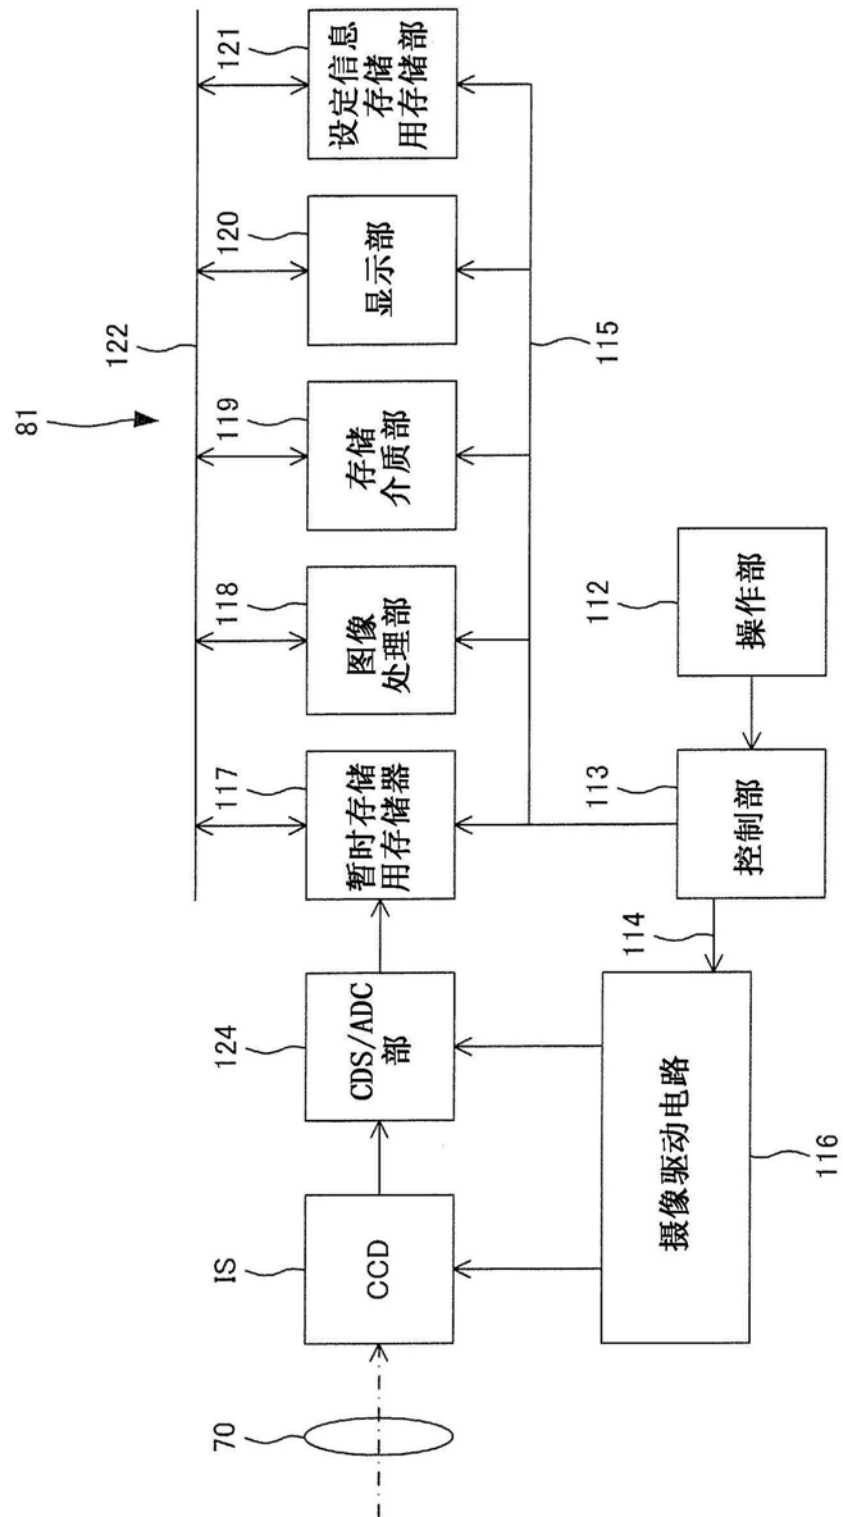 81
122
70
IS
124
117
118
119
120
121
CCD
CDS/ADC
部
暂时存储
用存储器
图像
处理部
存储
介质部
显示部
设定信息
存储
用存储部
115
114
113
112
摄像驱动电路
控制部
操作部
116